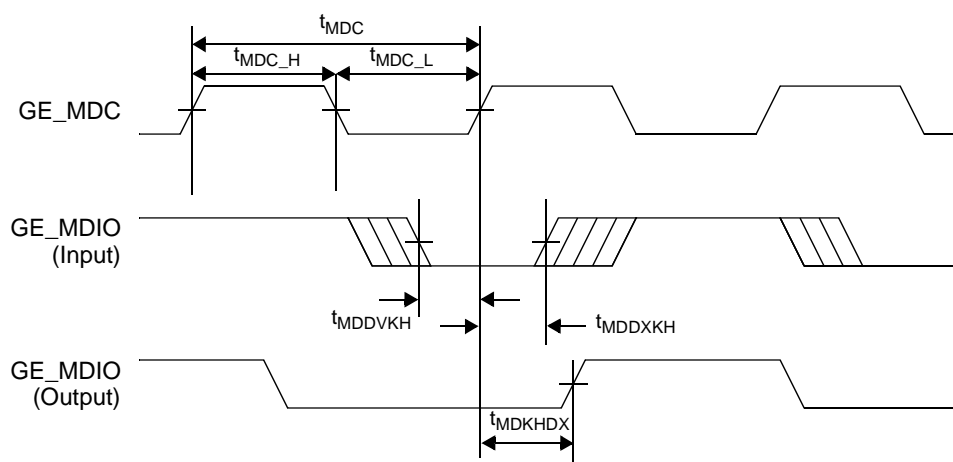 tMDC
tMDC_H
tMDC_L
GE_MDC
GE_MDIO
(Input)
tMDDVKH
tMDDXKH
GE_MDIO
(Output)
tMDKHDX